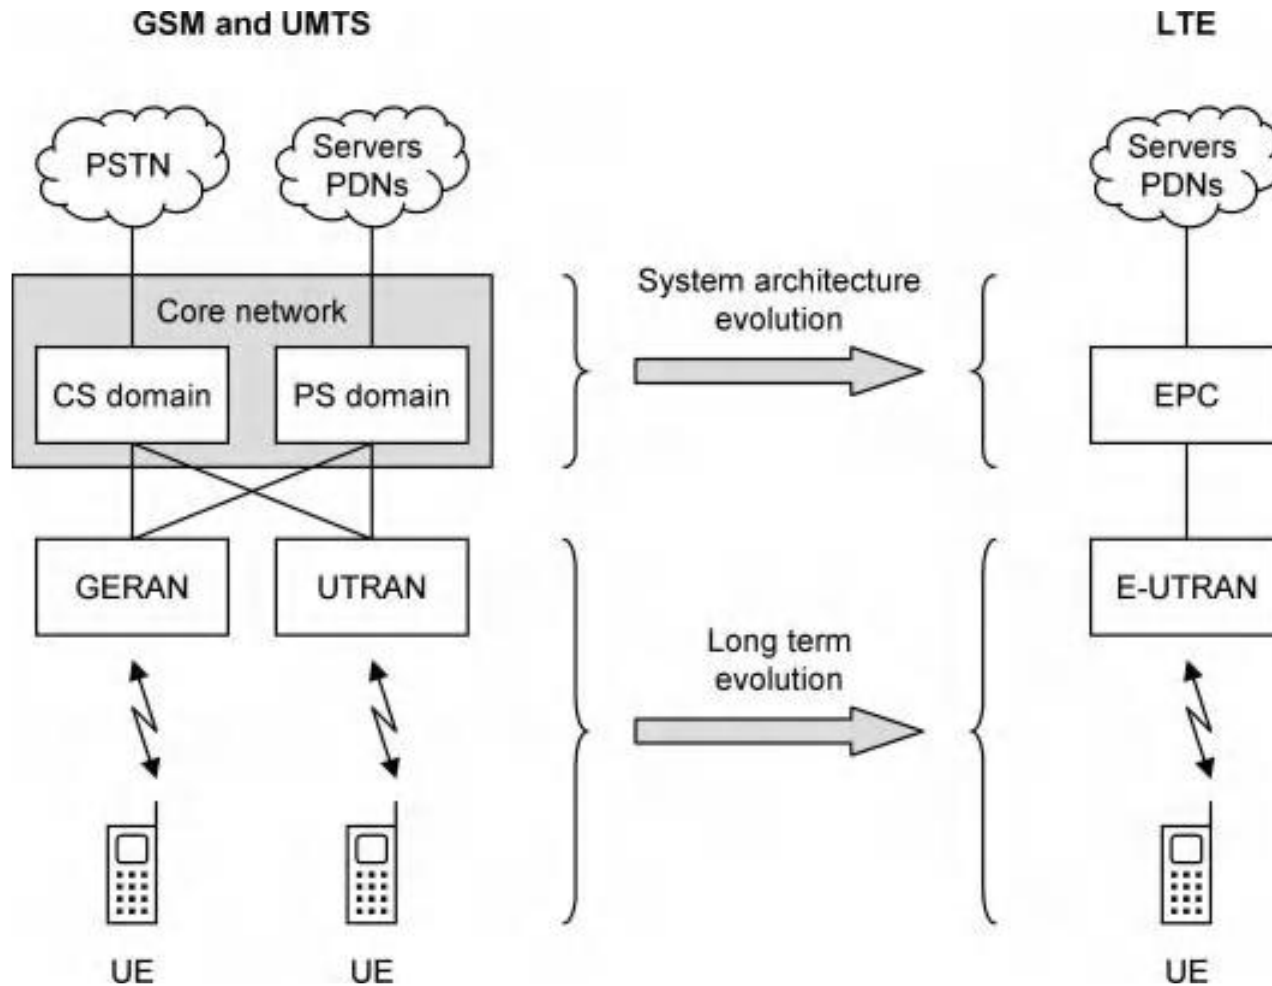 GSM and UMTS
LTE
PSTN
Servers
PDNs
Servers
PDNs
Core network
System architecture
evolution
CS domain
PS domain
EPC
GERAN
UTRAN
E-UTRAN
Long term
evolution
UE
UE
UE